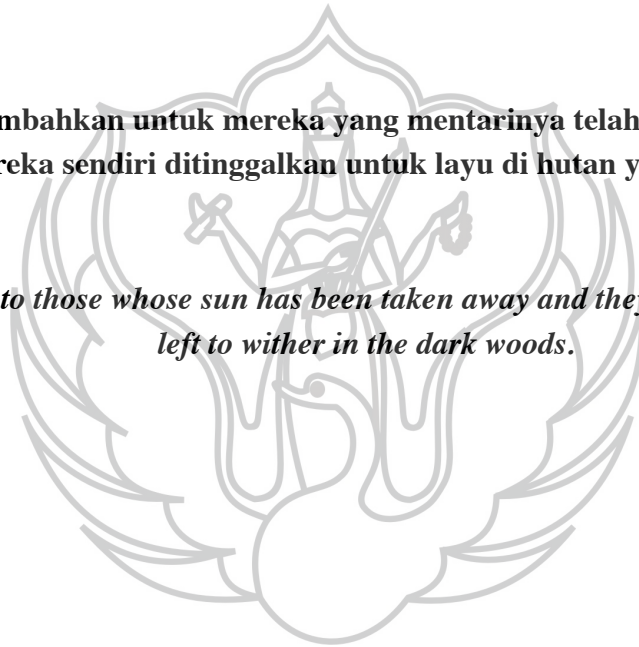 mbahkan untuk mereka yang mentarinya telah
reka sendiri ditinggalkan untuk layu di hutan y
to those whose sun has been taken away and they
left to wither in the dark woods.